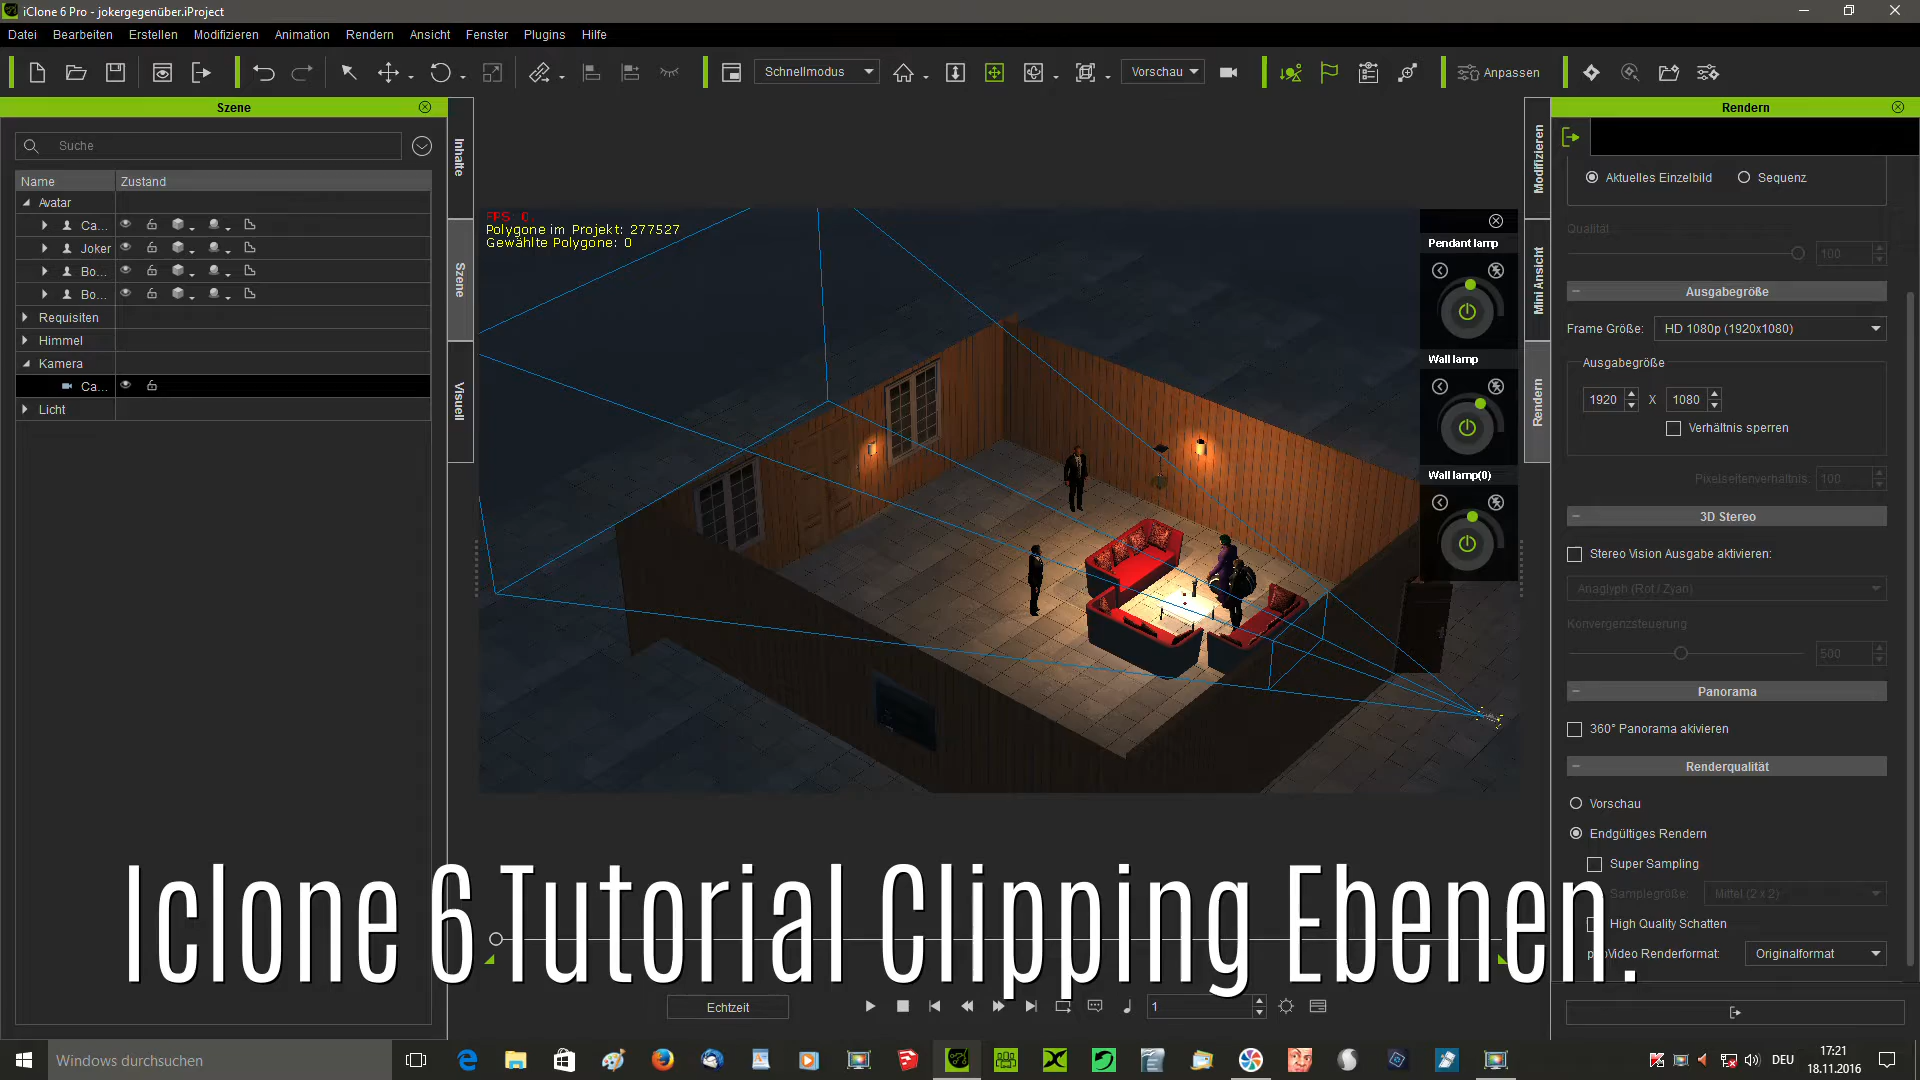 iClone 6 Pro - jokergegenüber.iProject
Datei Bearbeiten Erstellen Modifizieren Animation Rendern Ansicht Fenster Plugins Hilfe
Schnellmodus
Vorschau
Anpassen
Szene
Suche
Name Zustand
Avatar
Ca...
Joker
Bo...
Bo...
Requisiten
Himmel
Kamera
Ca...
Licht
Inhalte
Szene
Visuell
FPS: 0
Polygone im Projekt: 277527
Gewählte Polygone: 0
Pendant lamp
Wall lamp
Wall lamp(0)
Modifizieren
Mini Ansicht
Rendern
Rendern
Aktuelles Einzelbild Sequenz
Qualität
100
Ausgabegröße
Frame Größe: HD 1080p (1920x1080)
Ausgabegröße
1920 X 1080
Verhältnis sperren
Pixelseitenverhältnis: 100
3D Stereo
Stereo Vision Ausgabe aktivieren:
Anaglyph (Rot / Zyan)
Konvergenzsteuerung
500
Panorama
360° Panorama akivieren
Renderqualität
Vorschau
Endgültiges Rendern
Super Sampling
Samplegröße: Mittel (2 x 2)
High Quality Schatten
Video Renderformat: Originalformat
Iclone 6 Tutorial Clipping Ebenen.
Echtzeit
1
Windows durchsuchen
DEU
17:21
18.11.2016